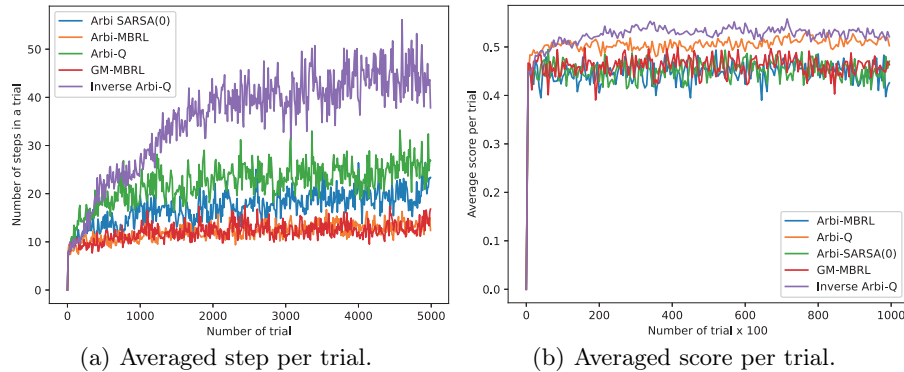 Arbi SARSA(0)
Arbi-MBRL
Arbi-Q
GM-MBRL
Inverse Arbi-Q
Number of steps in a trial
50
40
30
20
10
0
0 1000 2000 3000 4000 5000
Number of trial
(a) Averaged step per trial.
Average score per trial
0.5
0.4
0.3
0.2
0.1
0.0
Arbi-MBRL
Arbi-Q
Arbi-SARSA(0)
GM-MBRL
Inverse Arbi-Q
0 200 400 600 800 1000
Number of trial x 100
(b) Averaged score per trial.